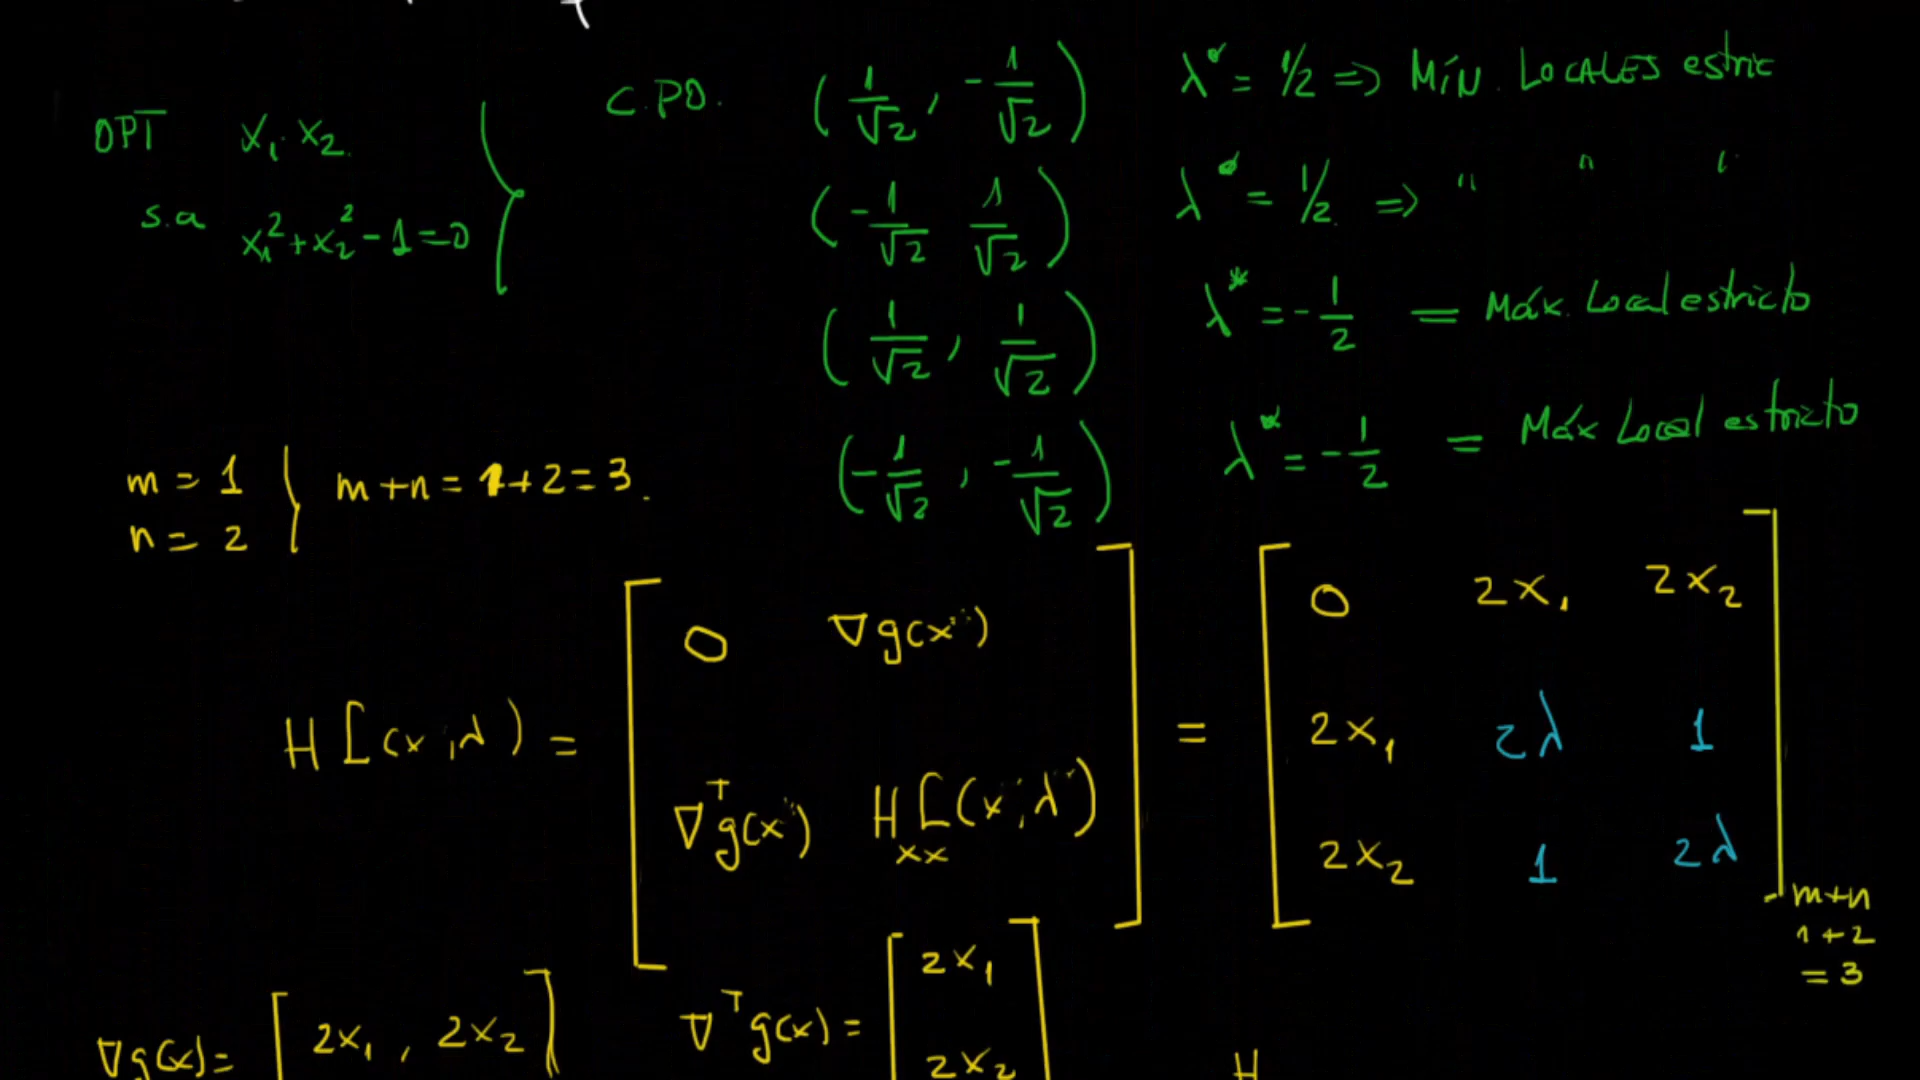 OPT x₁·x₂.
s.a x₁²+x₂²-1=0
C.P.O. (1/√2, -1/√2) λ* = 1/2 => MÍN. LOCALES estric
(-1/√2 1/√2) λ* = 1/2. => " " "
(1/√2, 1/√2) λ* = -1/2 = Máx. Local estricto
(-1/√2, -1/√2) λ* = -1/2 = Máx Local estricto
m = 1
n = 2
m+n = 1+2=3.
H L(x,λ) =
0 ∇g(x*)
∇ᵀg(x*) H L(x*,λ*)
xx
=
0 2x₁ 2x₂
2x₁ 2λ 1
2x₂ 1 2λ
m+n
1+2
=3
∇g(x)= [2x₁, 2x₂]
∇ᵀg(x)=
2x₁
2x₂
H